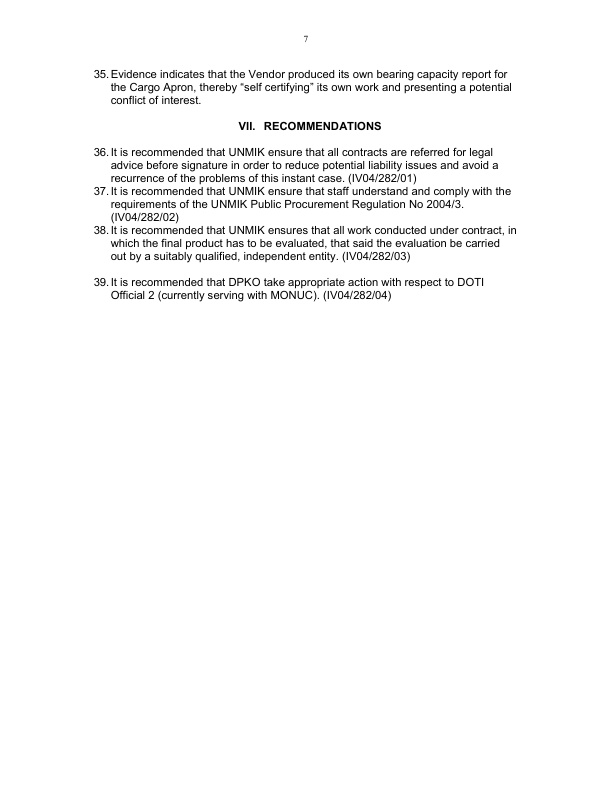 7
35. Evidence indicates that the Vendor produced its own bearing capacity report for
the Cargo Apron, thereby “self certifying” its own work and presenting a potential
conflict of interest.
VII. RECOMMENDATIONS
36. It is recommended that UNMIK ensure that all contracts are referred for legal
advice before signature in order to reduce potential liability issues and avoid a
recurrence of the problems of this instant case. (IV04/282/01)
37. It is recommended that UNMIK ensure that staff understand and comply with the
requirements of the UNMIK Public Procurement Regulation No 2004/3.
(IV04/282/02)
38. It is recommended that UNMIK ensures that all work conducted under contract, in
which the final product has to be evaluated, that said the evaluation be carried
out by a suitably qualified, independent entity. (IV04/282/03)
39. It is recommended that DPKO take appropriate action with respect to DOTI
Official 2 (currently serving with MONUC). (IV04/282/04)